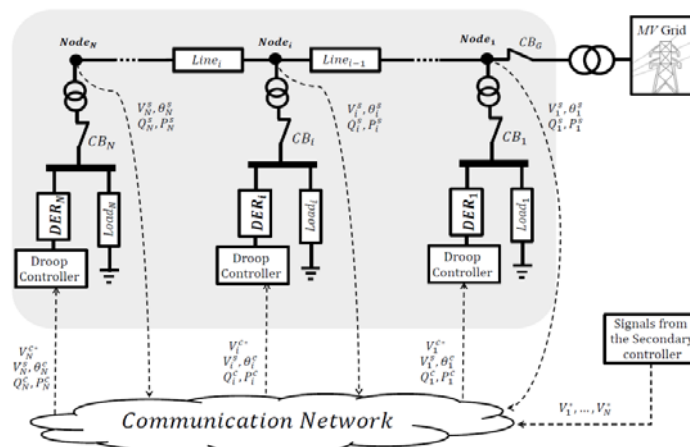 Node_N
Node_i
Node_1
CB_G
MV Grid
Line_i
Line_{i-1}
V_N^s, θ_N^s
Q_N^s, P_N^s
V_i^s, θ_i^s
Q_i^s, P_i^s
V_1^s, θ_1^s
Q_1^s, P_1^s
CB_N
CB_i
CB_1
DER_N
Load_N
DER_i
Load_i
DER_1
Load_1
Droop
Controller
Droop
Controller
Droop
Controller
Signals from
the Secondary
controller
V_N^{c*}
V_N^s, θ_N^c
Q_N^c, P_N^c
V_i^{c*}
V_i^s, θ_i^c
Q_i^c, P_i^c
V_1^{c*}
V_1^s, θ_1^c
Q_1^c, P_1^c
V_1^*, ..., V_N^*
Communication Network